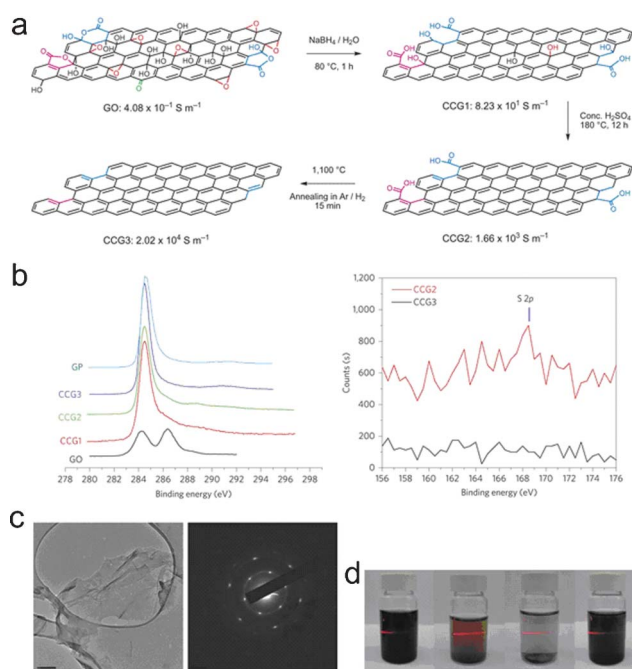 a
NaBH4 / H2O
80 °C, 1 h
GO: 4.08 x 10⁻¹ S m⁻¹
CCG1: 8.23 x 10¹ S m⁻¹
Conc. H2SO4
180 °C, 12 h
1,100 °C
Annealing in Ar / H2
15 min
CCG3: 2.02 x 10⁴ S m⁻¹
CCG2: 1.66 x 10³ S m⁻¹
b
GP
CCG3
CCG2
CCG1
GO
278 280 282 284 286 288 290 292 294 296 298
Binding energy (eV)
CCG2
CCG3
S 2p
Counts (s)
1,000
800
600
400
200
0
156 158 160 162 164 166 168 170 172 174 176
Binding energy (eV)
c
d